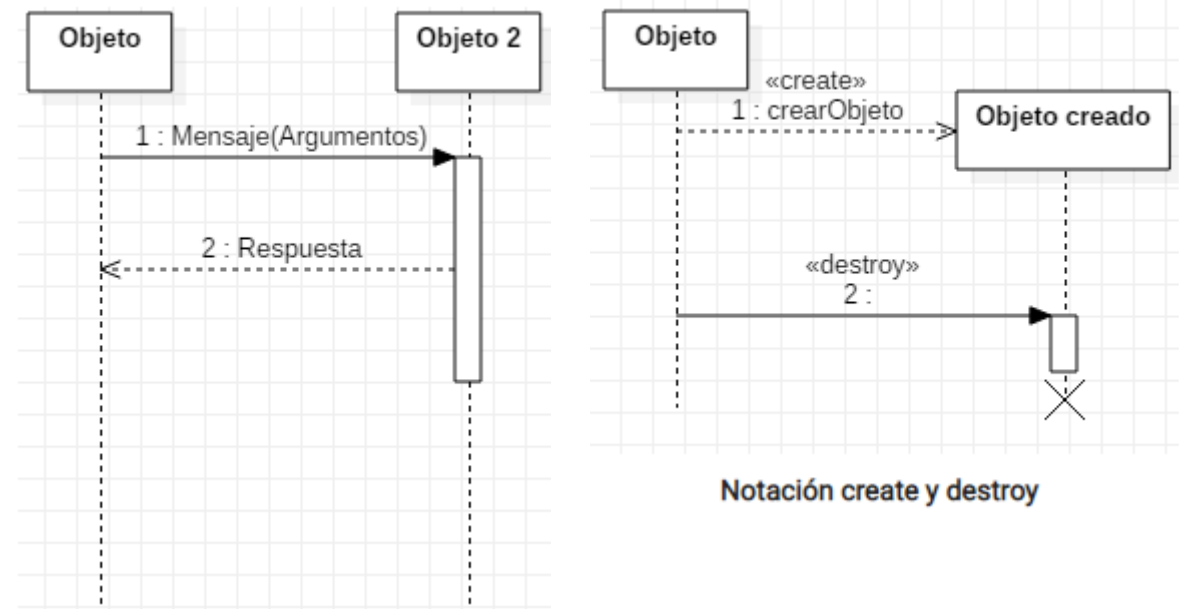 Objeto
Objeto 2
1 : Mensaje(Argumentos)
2 : Respuesta
Objeto
«create»
1 : crearObjeto
Objeto creado
«destroy»
2 :
Notación create y destroy